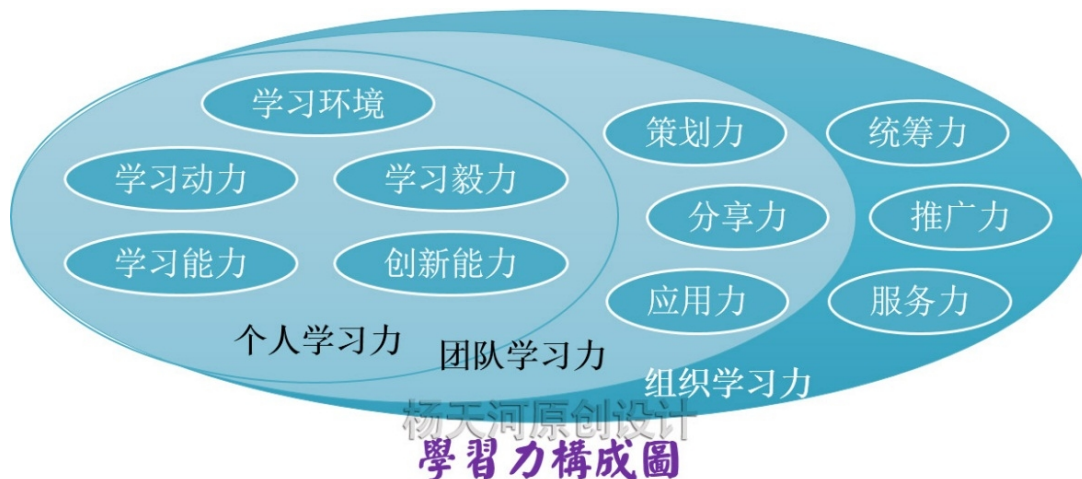 学习环境
学习动力
学习毅力
学习能力
创新能力
策划力
分享力
应用力
统筹力
推广力
服务力
个人学习力
团队学习力
组织学习力
杨天河原创设计
學習力構成圖